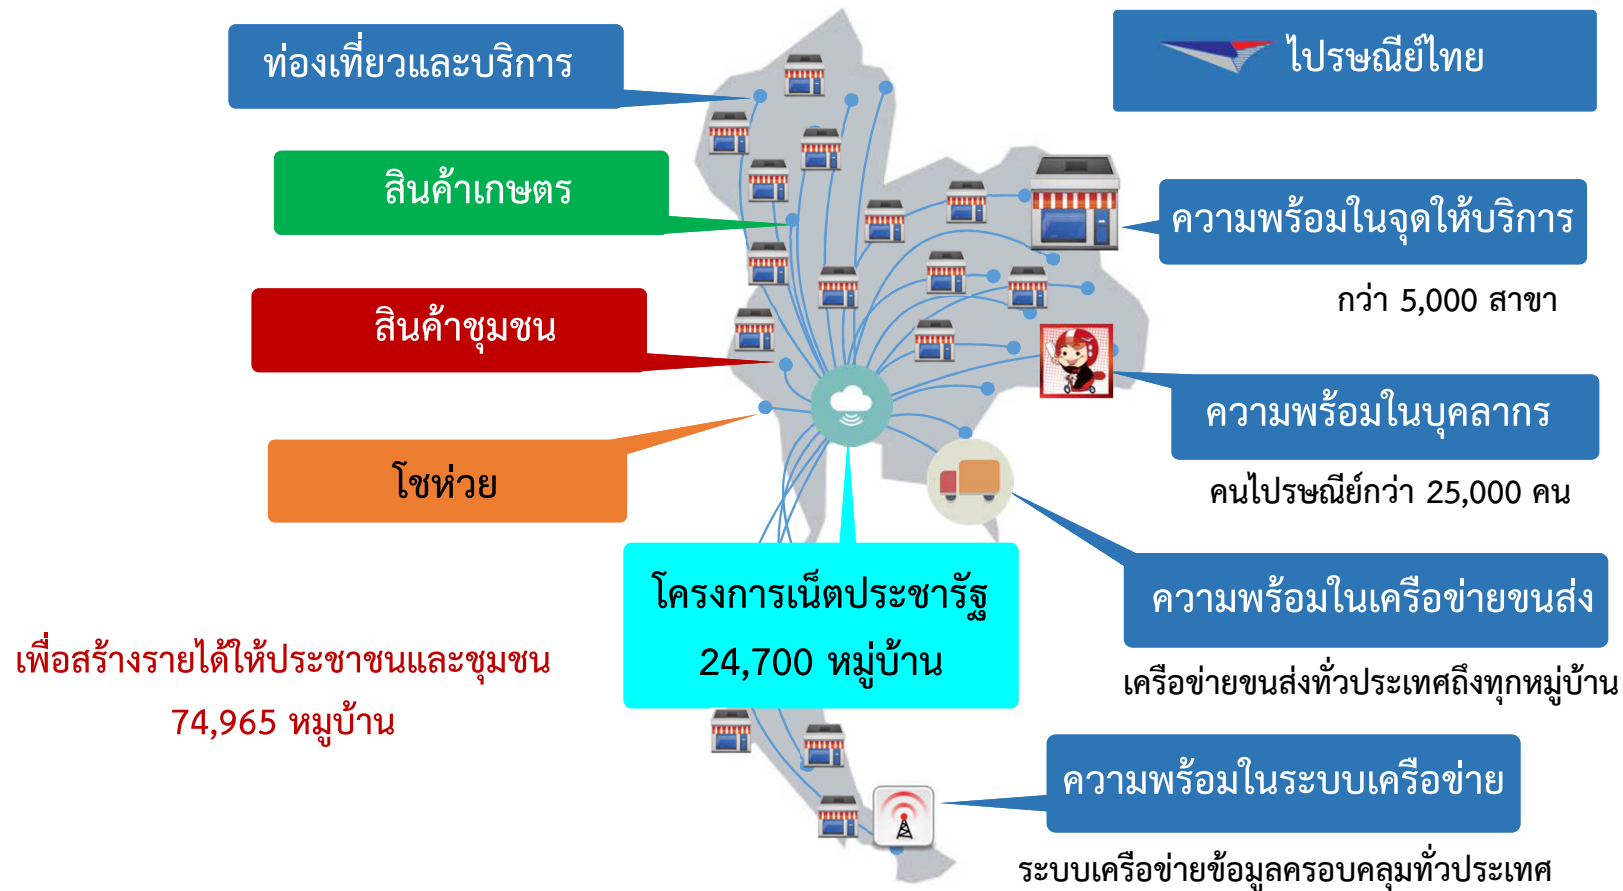 ท่องเที่ยวและบริการ
ไปรษณีย์ไทย
สินค้าเกษตร
ความพร้อมในจุดให้บริการ
กว่า 5,000 สาขา
สินค้าชุมชน
ความพร้อมในบุคลากร
คนไปรษณีย์กว่า 25,000 คน
โชห่วย
โครงการเน็ตประชารัฐ
24,700 หมู่บ้าน
ความพร้อมในเครือข่ายขนส่ง
เครือข่ายขนส่งทั่วประเทศถึงทุกหมู่บ้าน
เพื่อสร้างรายได้ให้ประชาชนและชุมชน
74,965 หมูบ้าน
ความพร้อมในระบบเครือข่าย
ระบบเครือข่ายข้อมูลครอบคลุมทั่วประเทศ